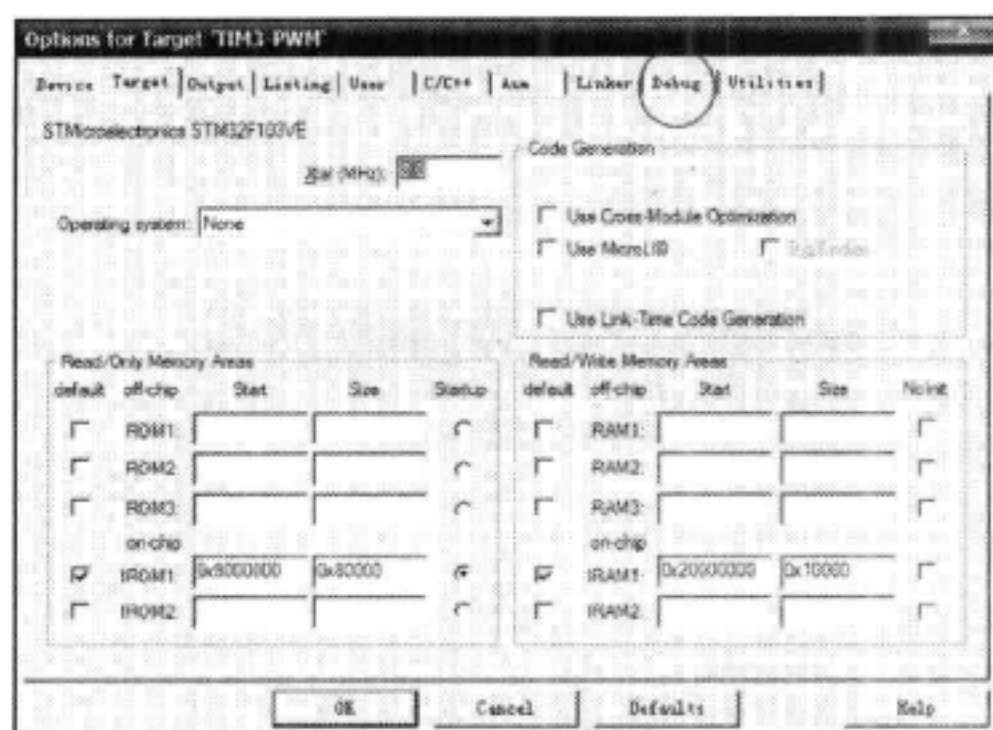 Options for Target 'TIM3-PWM'
Device Target Output Listing User C/C++ Asm Linker Debug Utilities
STMicroelectronics STM32F103VE
Xtal (MHz):
Operating system: None
Code Generation
Use Cross-Module Optimization
Use MicroLIB
Use Link-Time Code Generation
Read/Only Memory Areas
default off-chip Start Size Startup
ROM1:
ROM2:
ROM3:
on-chip
IROM1: 0x8000000 0x80000
IROM2:
Read/Write Memory Areas
default off-chip Start Size NoInit
RAM1:
RAM2:
RAM3:
on-chip
IRAM1: 0x20000000 0x10000
IRAM2:
OK Cancel Defaults Help